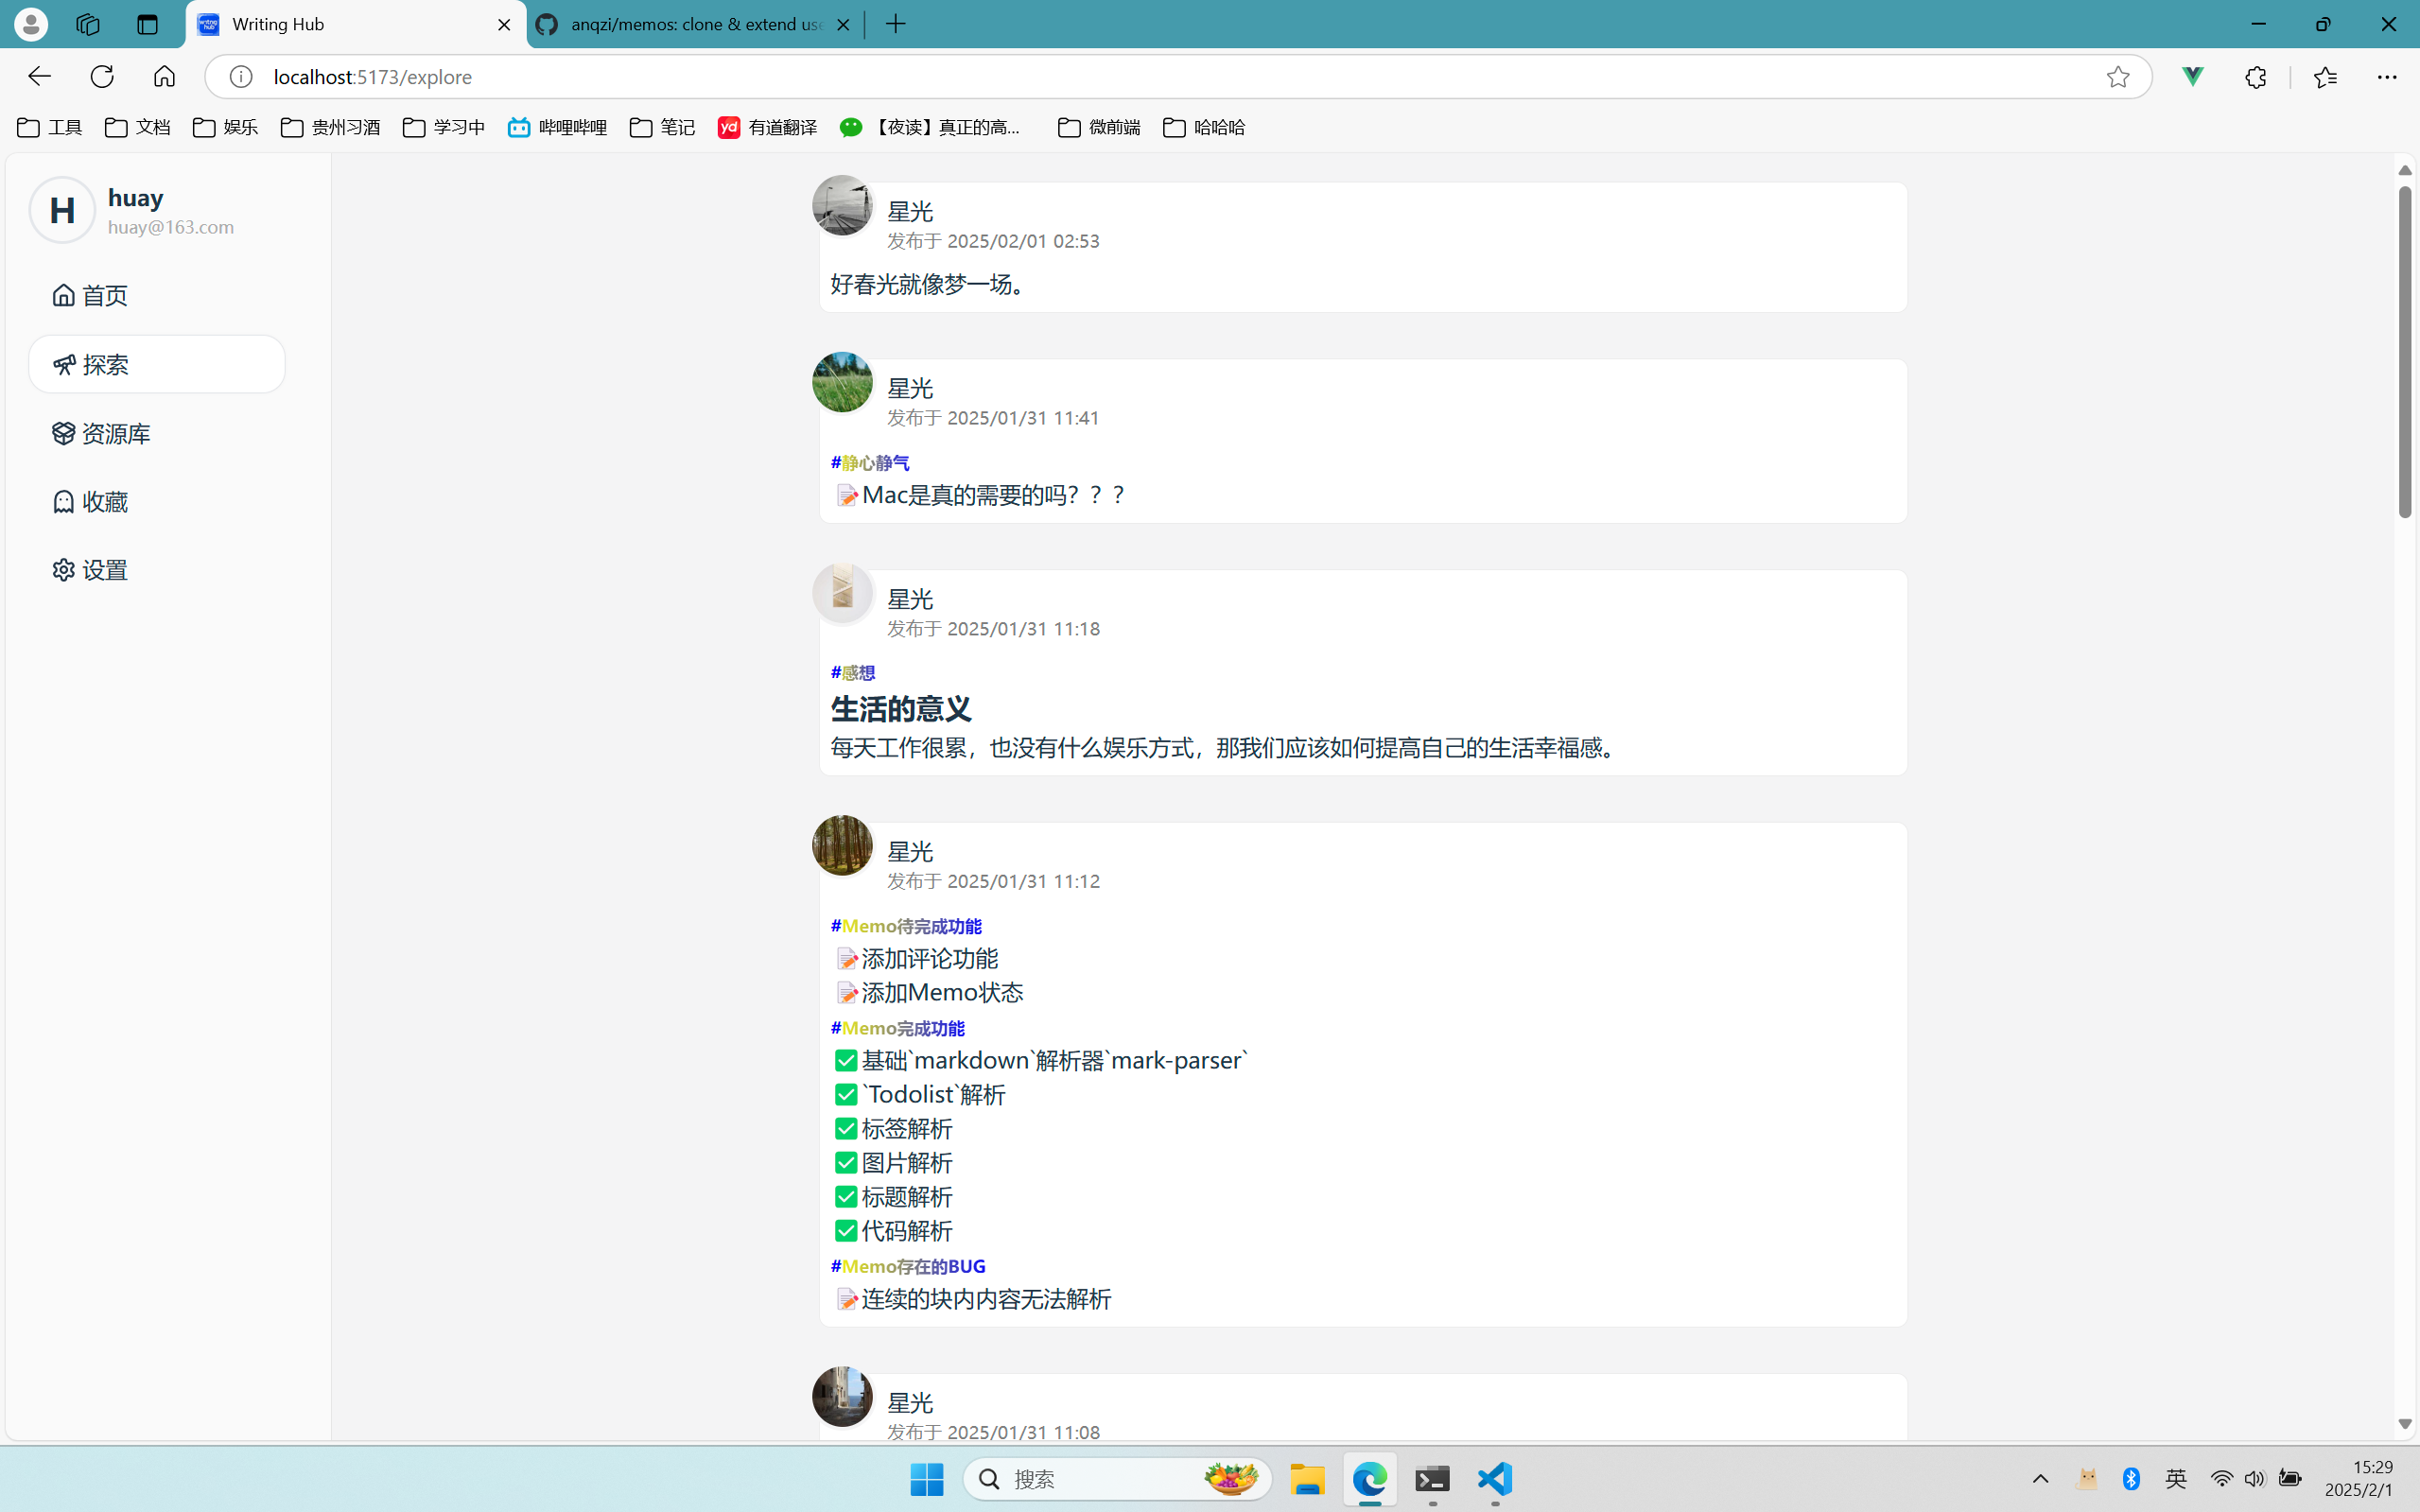 Writing Hub
anqzi/memos: clone & extend use
localhost:5173/explore
工具 文档 娱乐 贵州习酒 学习中 哔哩哔哩 笔记 有道翻译 【夜读】真正的高... 微前端 哈哈哈
H
huay
huay@163.com
首页
探索
资源库
收藏
设置
星光
发布于 2025/02/01 02:53
好春光就像梦一场。
星光
发布于 2025/01/31 11:41
#静心静气
📝Mac是真的需要的吗？？？
星光
发布于 2025/01/31 11:18
#感想
生活的意义
每天工作很累，也没有什么娱乐方式，那我们应该如何提高自己的生活幸福感。
星光
发布于 2025/01/31 11:12
#Memo待完成功能
📝添加评论功能
📝添加Memo状态
#Memo完成功能
✅基础`markdown`解析器`mark-parser`
✅`Todolist`解析
✅标签解析
✅图片解析
✅标题解析
✅代码解析
#Memo存在的BUG
📝连续的块内内容无法解析
星光
发布于 2025/01/31 11:08
搜索
英
15:29
2025/2/1